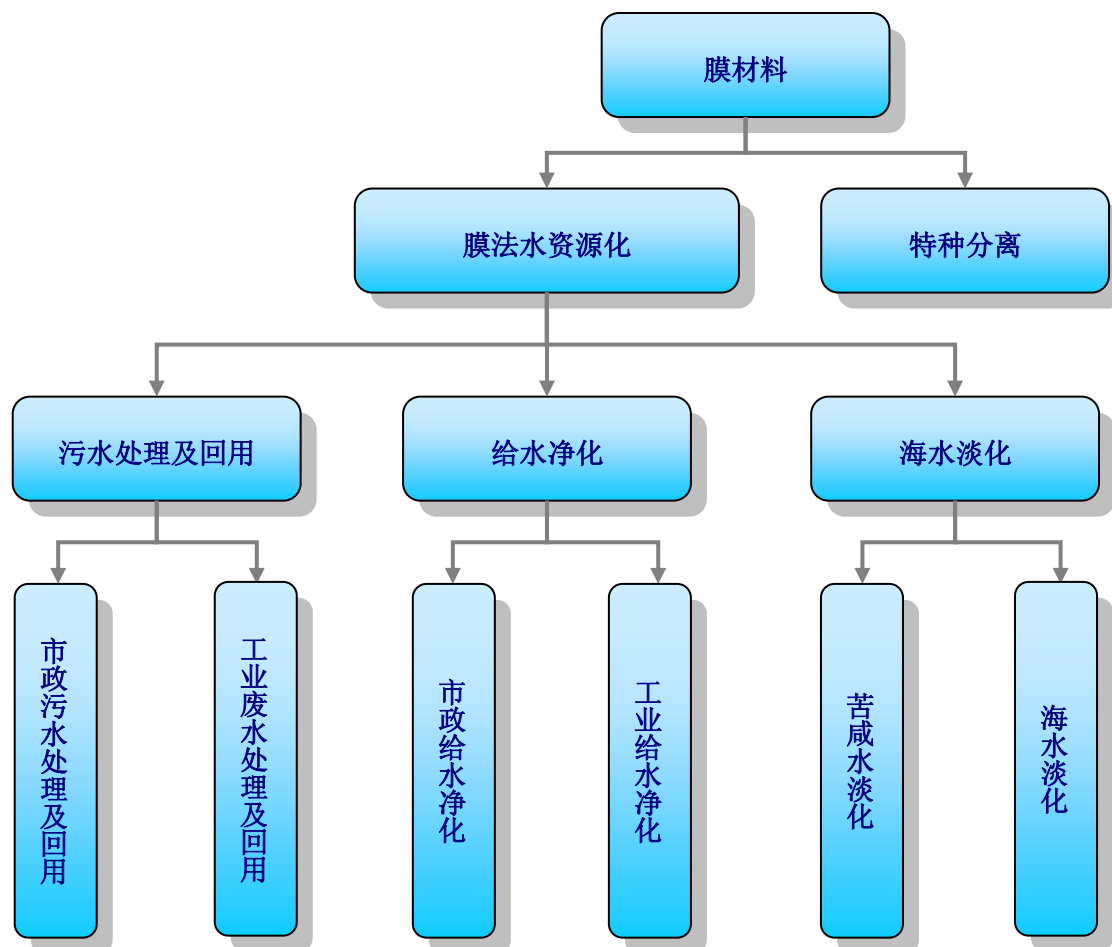 膜材料
膜法水资源化
特种分离
污水处理及回用
给水净化
海水淡化
市政污水处理及回用
工业废水处理及回用
市政给水净化
工业给水净化
苦咸水淡化
海水淡化